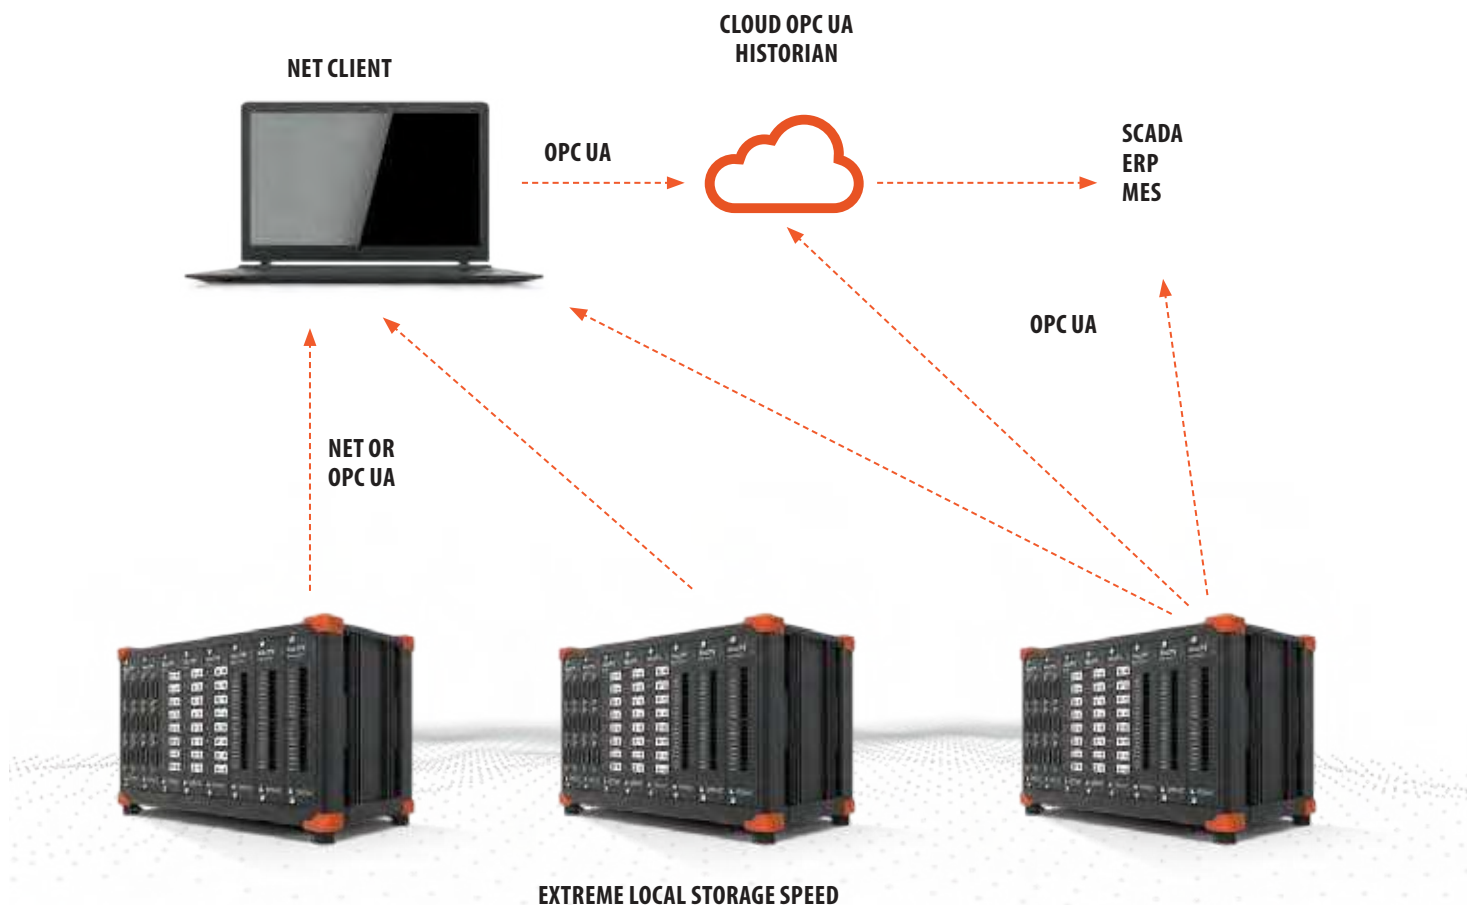 CLOUD OPC UA
HISTORIAN
NET CLIENT
OPC UA
SCADA
ERP
MES
OPC UA
NET OR
OPC UA
EXTREME LOCAL STORAGE SPEED